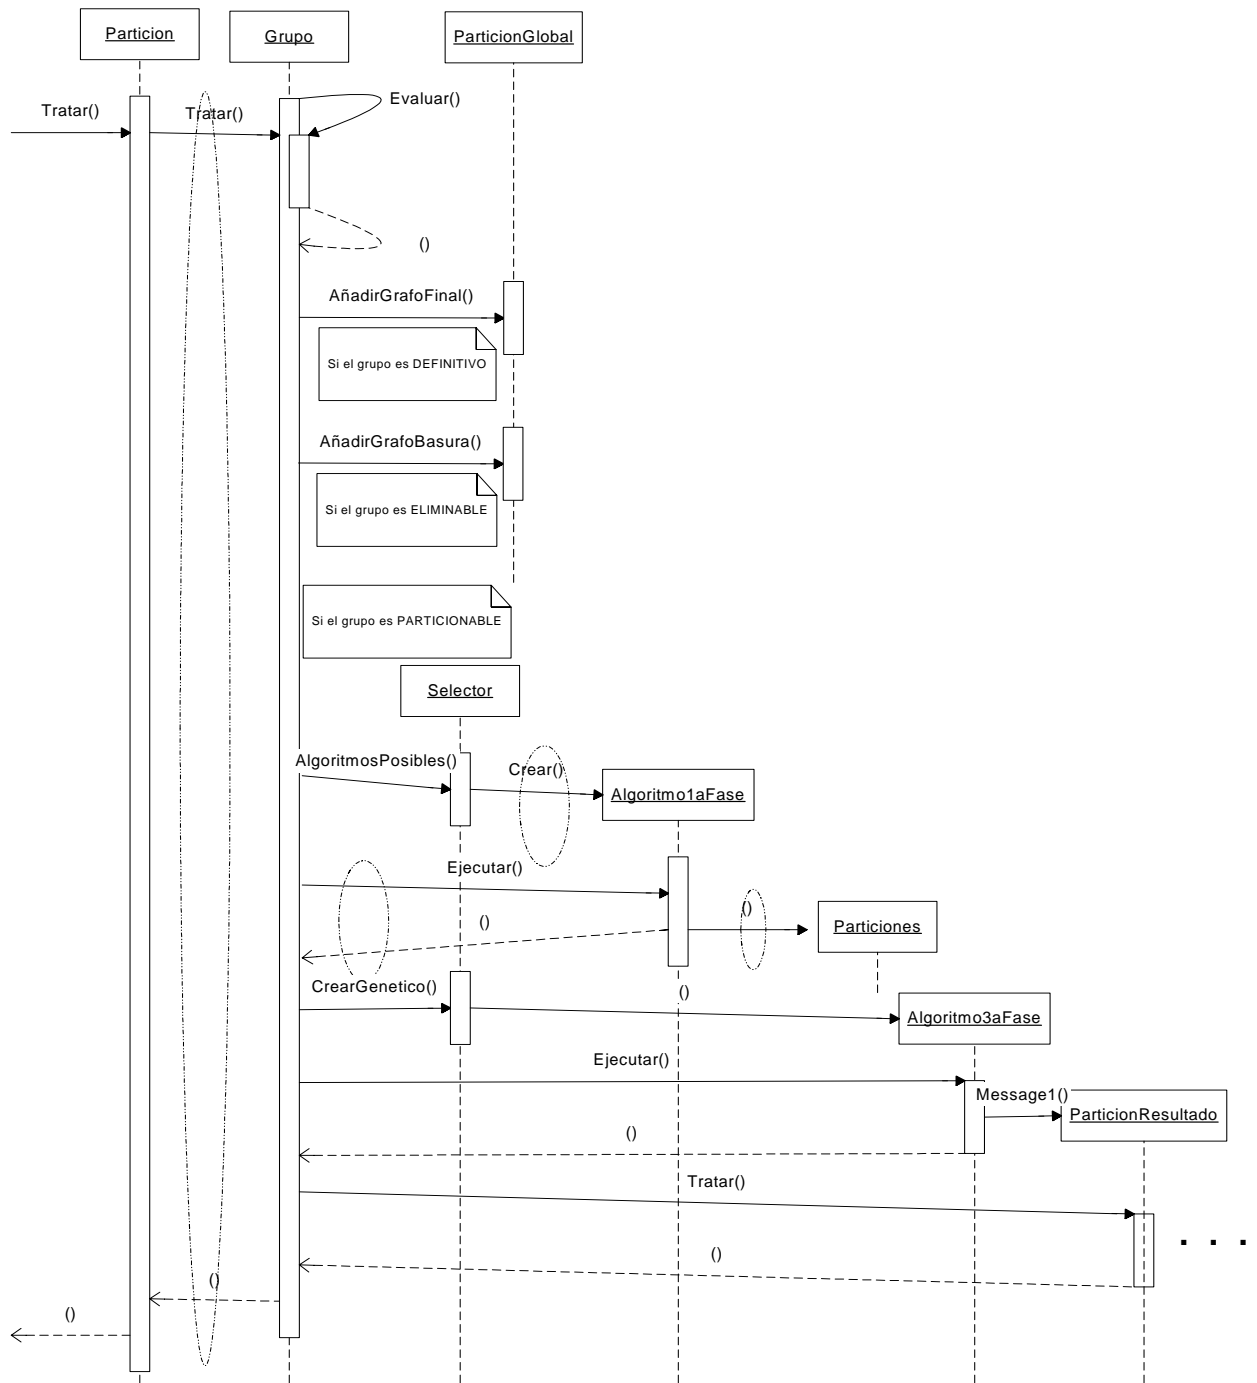 Particion
Grupo
ParticionGlobal
Tratar()
Tratar()
Evaluar()
()
AñadirGrafoFinal()
Si el grupo es DEFINITIVO
AñadirGrafoBasura()
Si el grupo es ELIMINABLE
Si el grupo es PARTICIONABLE
Selector
AlgoritmosPosibles()
Crear()
Algoritmo1aFase
Ejecutar()
()
()
Particiones
CrearGenetico()
()
Algoritmo3aFase
Ejecutar()
Message1()
ParticionResultado
()
Tratar()
. . .
()
()
()